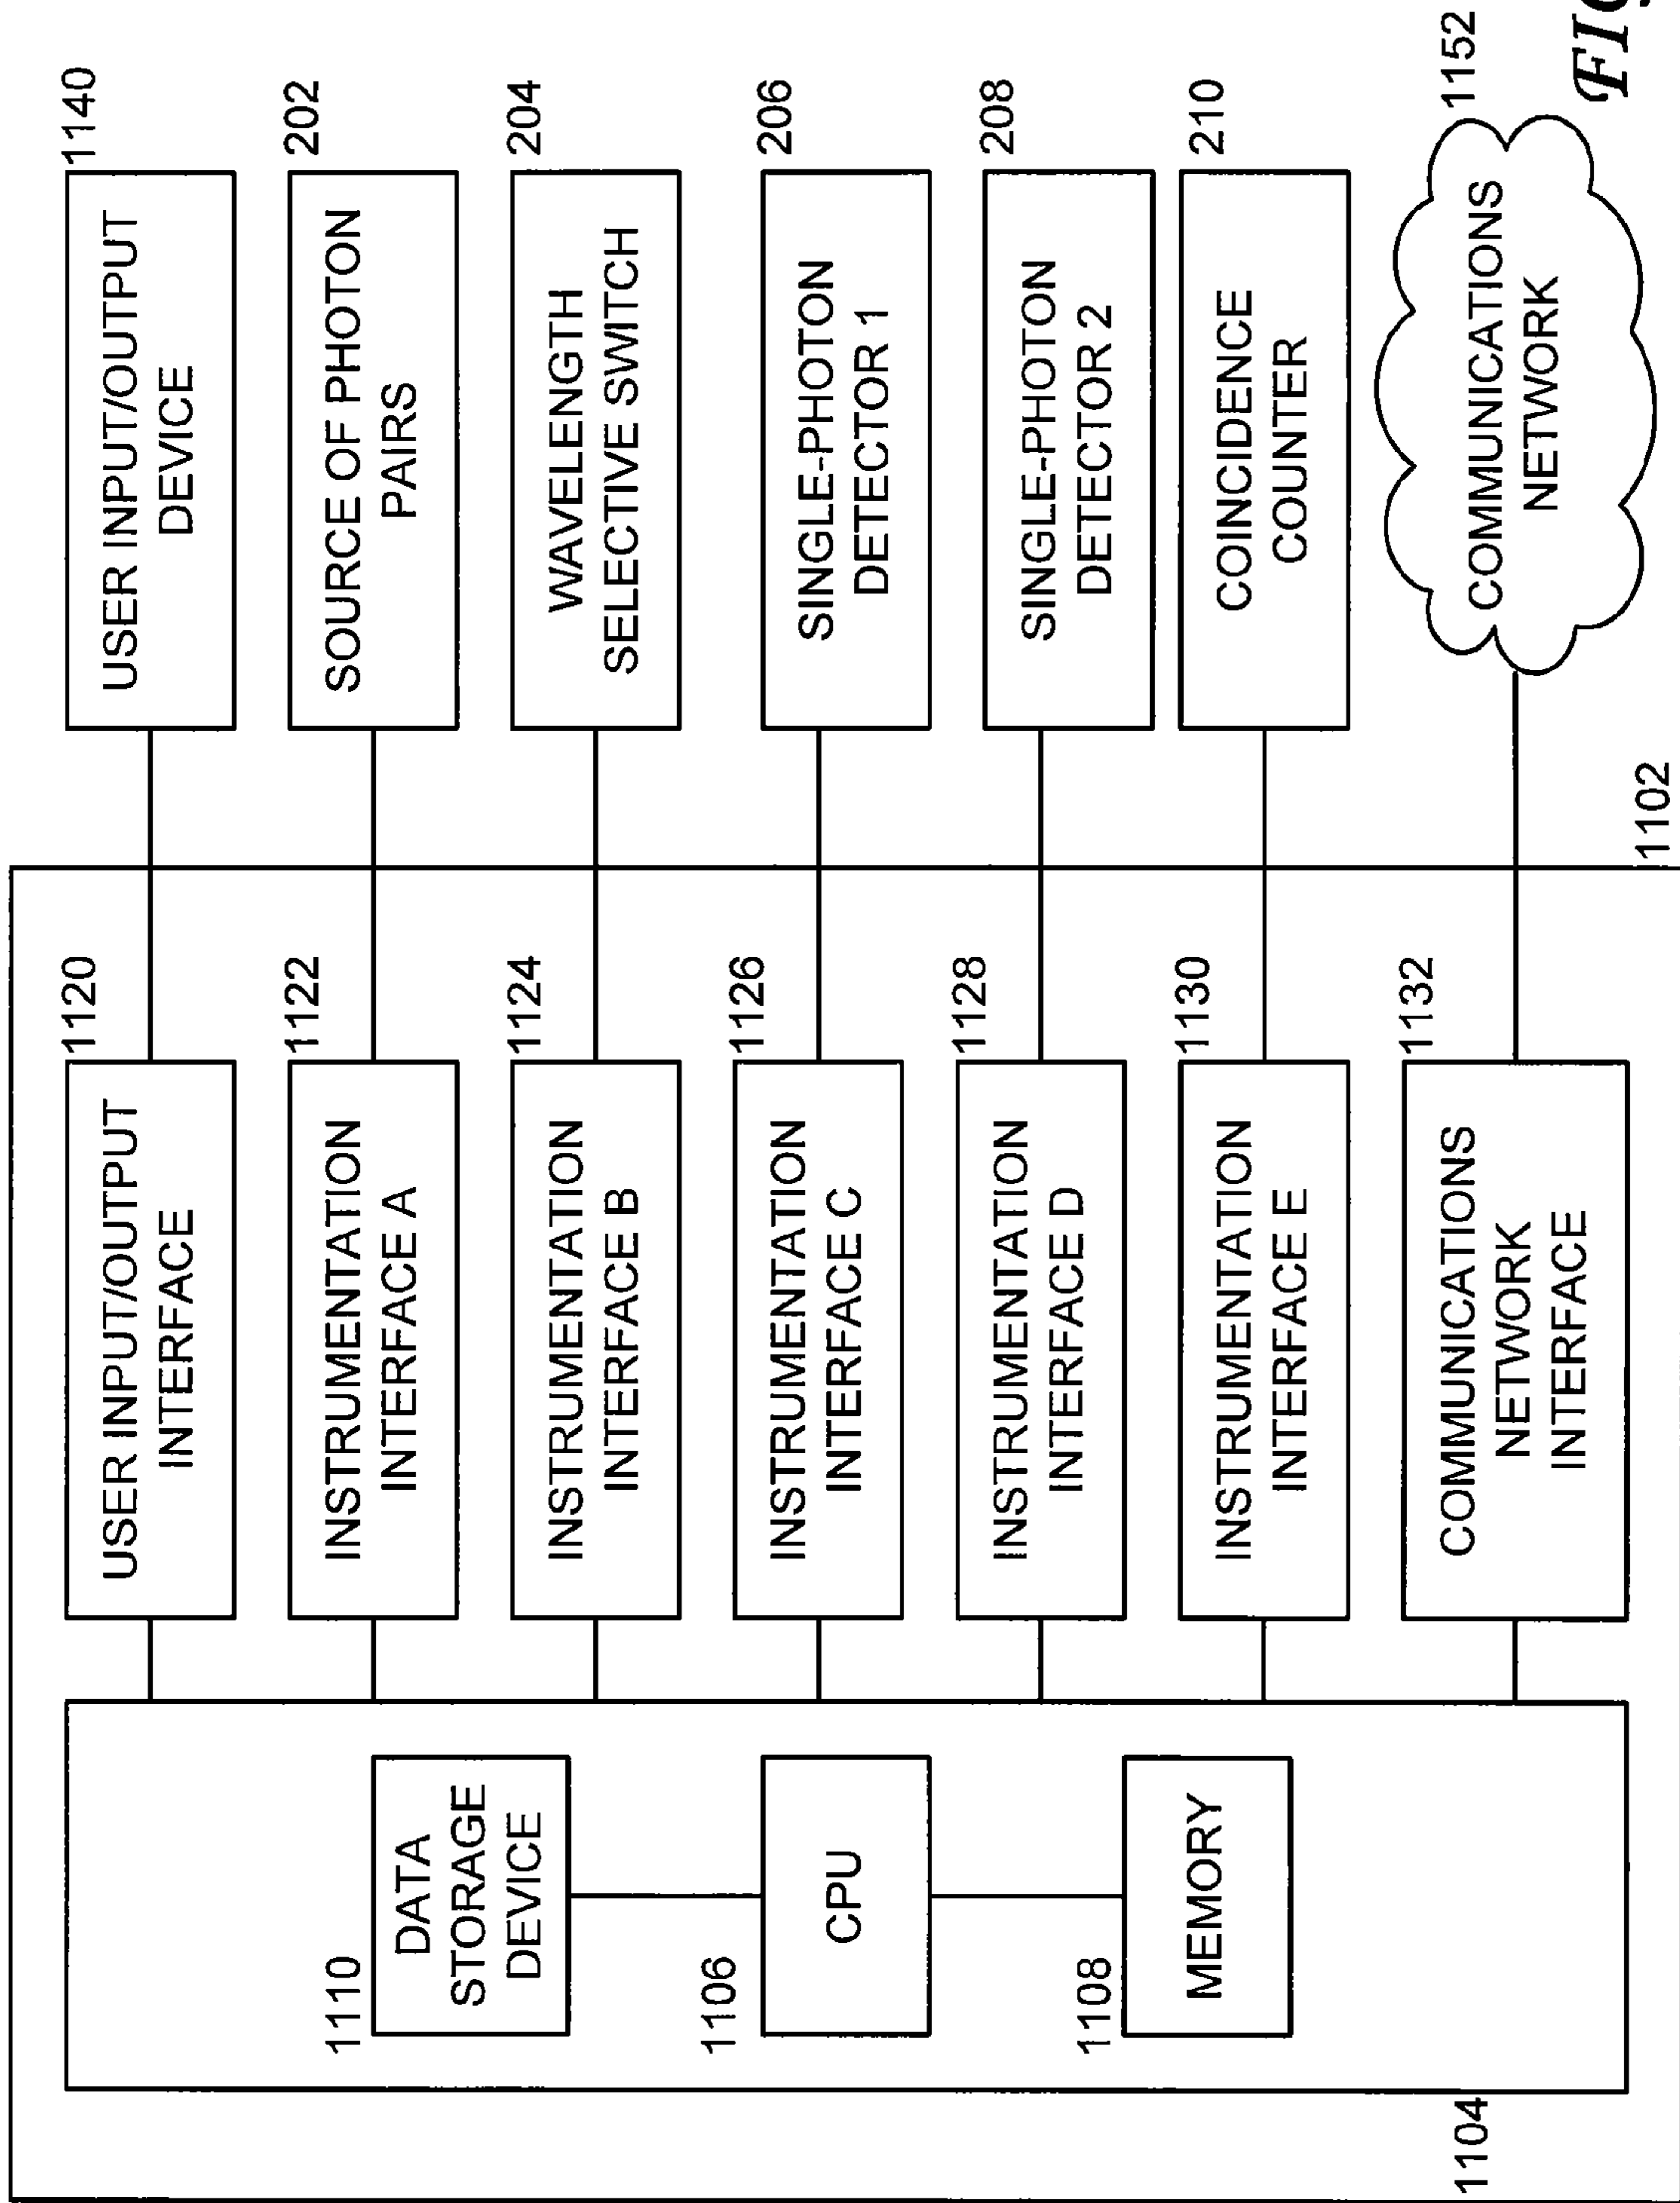 1104
1110
DATA
STORAGE
DEVICE
1106
CPU
1108
MEMORY
1120
USER INPUT/OUTPUT
INTERFACE
1122
INSTRUMENTATION
INTERFACE A
1124
INSTRUMENTATION
INTERFACE B
1126
INSTRUMENTATION
INTERFACE C
1128
INSTRUMENTATION
INTERFACE D
1130
INSTRUMENTATION
INTERFACE E
1132
COMMUNICATIONS
NETWORK
INTERFACE
1102
1140
USER INPUT/OUTPUT
DEVICE
202
SOURCE OF PHOTON
PAIRS
204
WAVELENGTH
SELECTIVE SWITCH
206
SINGLE-PHOTON
DETECTOR 1
208
SINGLE-PHOTON
DETECTOR 2
210
COINCIDENCE
COUNTER
1152
COMMUNICATIONS
NETWORK
FIG